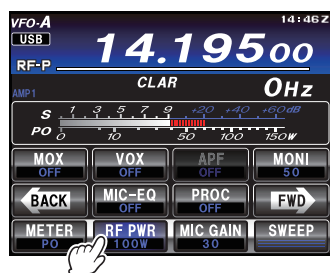 VFO-A 14:46Z
USB
14.19500
RF-P
CLAR 0Hz
AMP1
S 1 3 5 7 9 +20 +40 +60dB
PO 0 10 50 100 150W
MOX OFF VOX OFF APF OFF MONI 50
BACK MIC-EQ OFF PROC OFF FWD
METER PO RF PWR 100W MIC GAIN 30 SWEEP